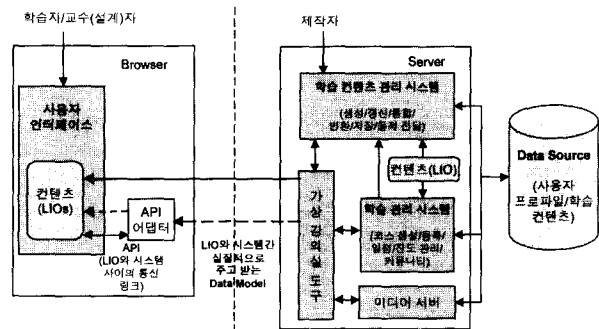 학습자/교수(설계)자
제작자
Browser
Server
사용자
인터페이스
컨텐츠
(LIOs)
API
어댑터
API
(LIO와 시스템
사이의 통신
링크)
LIO와 시스템간
실질적으로
주고 받는
Data Model
학습 컨텐츠 관리 시스템
(생성/갱신/통합/
변환/저장/출제 전달)
컨텐츠(LIO)
가상 강의실 도구
학습 관리 시스템
(코스 생성/등록/
일정/진도 관리/
커뮤니티)
미디어 서버
Data Source
(사용자
프로파일/학습
컨텐츠)